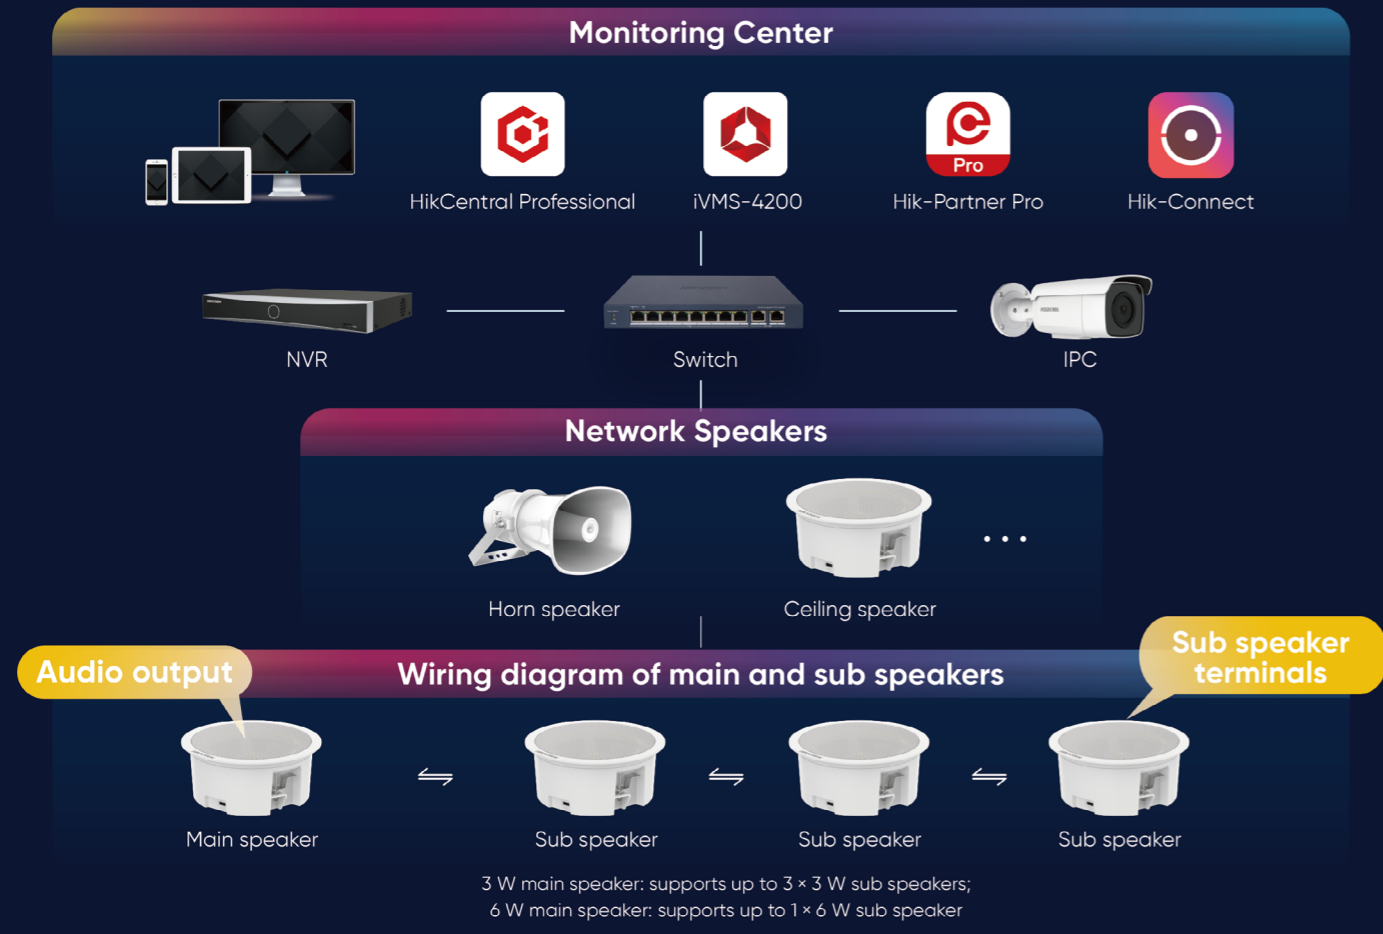 Monitoring Center
Pro
HikCentral Professional
iVMS-4200
Hik-Partner Pro
Hik-Connect
NVR
Switch
IPC
Network Speakers
Horn speaker
Ceiling speaker
...
Audio output
Wiring diagram of main and sub speakers
Sub speaker
terminals
Main speaker
Sub speaker
Sub speaker
Sub speaker
3 W main speaker: supports up to 3 × 3 W sub speakers;
6 W main speaker: supports up to 1 × 6 W sub speaker